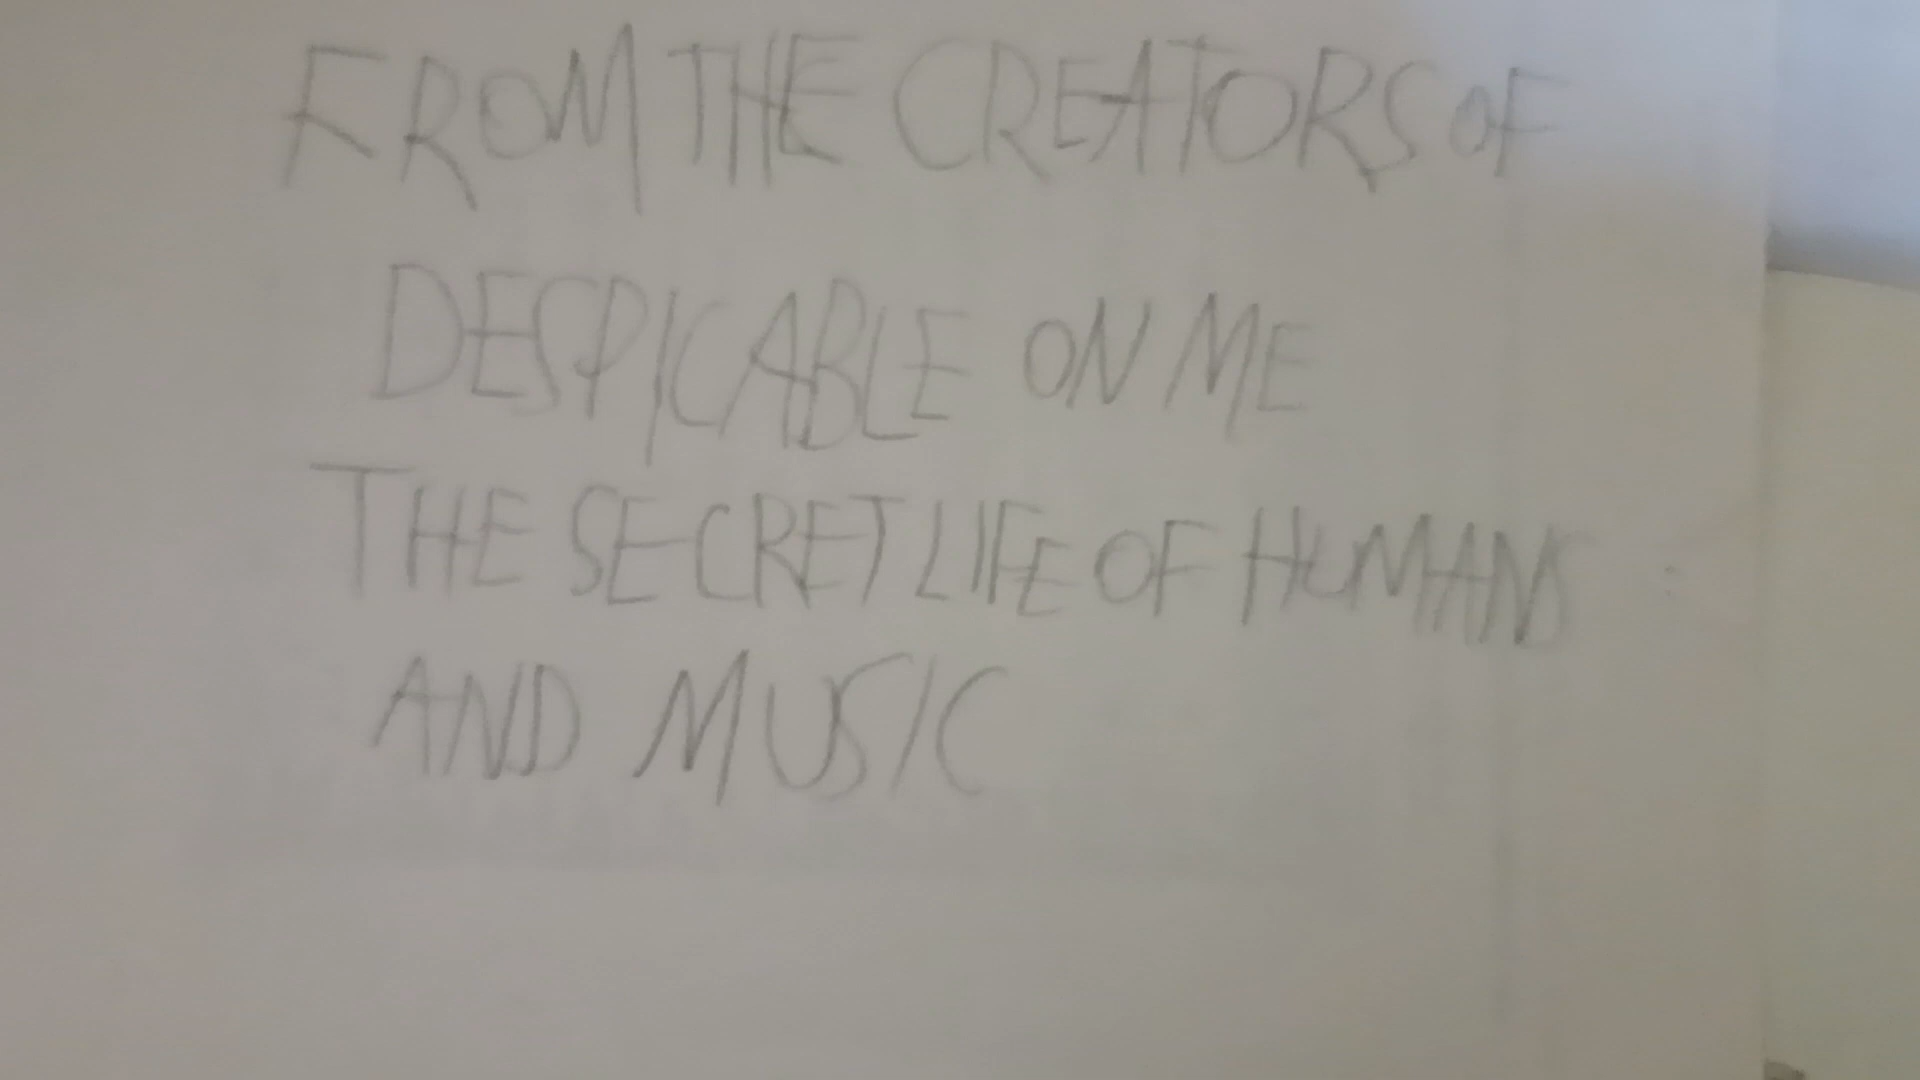 FROM THE CREATORS OF
DESPICABLE ON ME
THE SECRET LIFE OF HUMANS
AND MUSIC